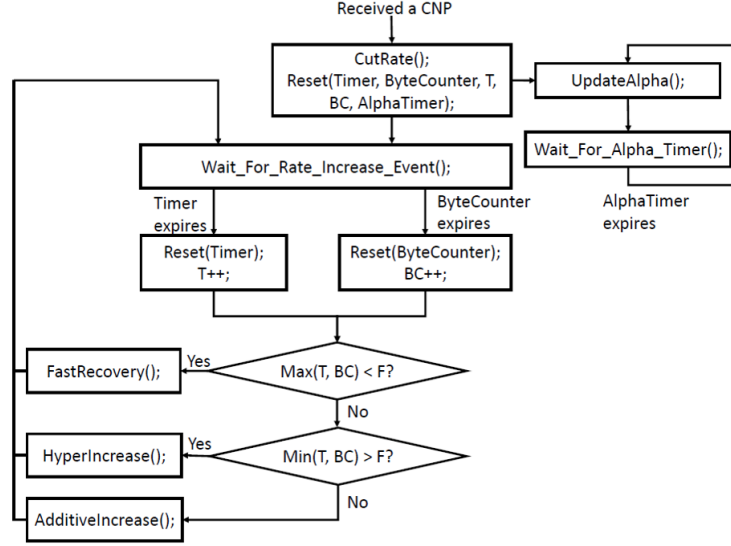 Received a CNP
CutRate();
Reset(Timer, ByteCounter, T,
BC, AlphaTimer);
UpdateAlpha();
Wait_For_Alpha_Timer();
AlphaTimer
expires
Wait_For_Rate_Increase_Event();
Timer
expires
ByteCounter
expires
Reset(Timer);
T++;
Reset(ByteCounter);
BC++;
Max(T, BC) < F?
Yes
FastRecovery();
No
Min(T, BC) > F?
Yes
HyperIncrease();
No
AdditiveIncrease();